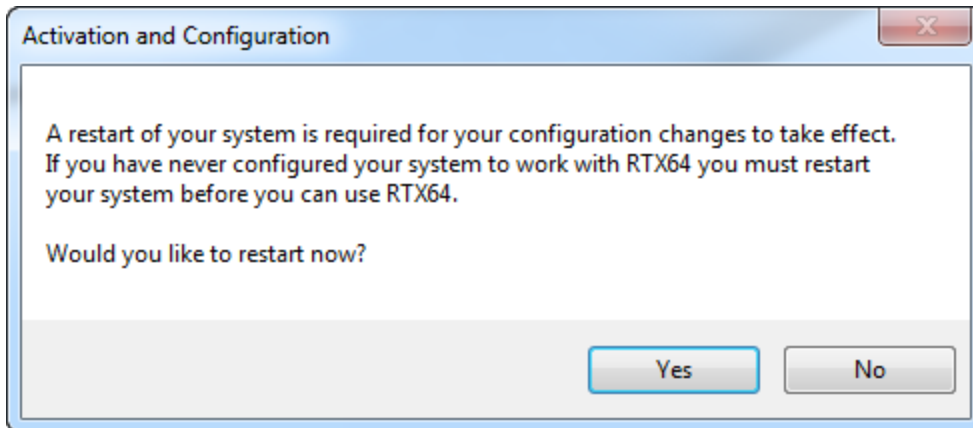 Activation and Configuration
A restart of your system is required for your configuration changes to take effect.
If you have never configured your system to work with RTX64 you must restart
your system before you can use RTX64.
Would you like to restart now?
Yes
No